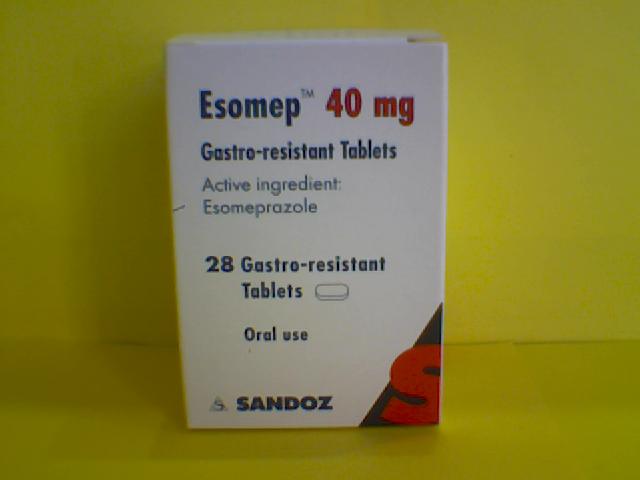 Esomep™ 40 mg
Gastro-resistant Tablets
Active ingredient:
Esomeprazole
28 Gastro-resistant
Tablets
Oral use
S SANDOZ
S